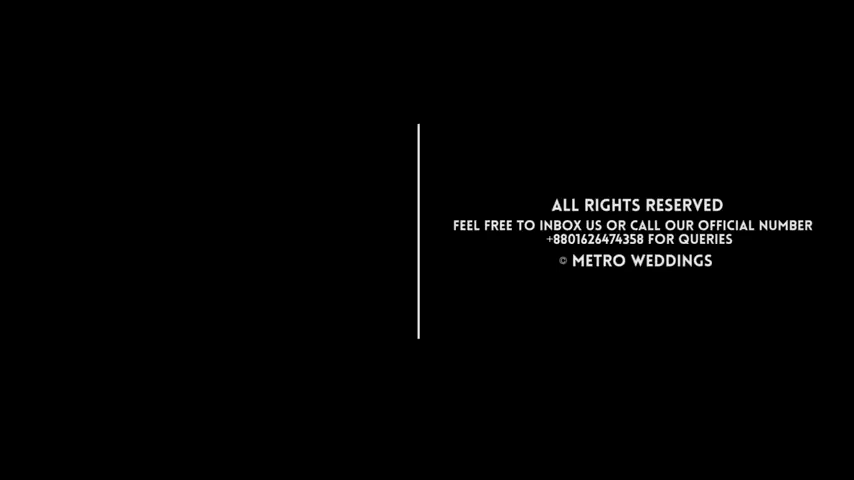 ALL RIGHTS RESERVED
FEEL FREE TO INBOX US OR CALL OUR OFFICIAL NUMBER
+8801626474358 FOR QUERIES
© METRO WEDDINGS